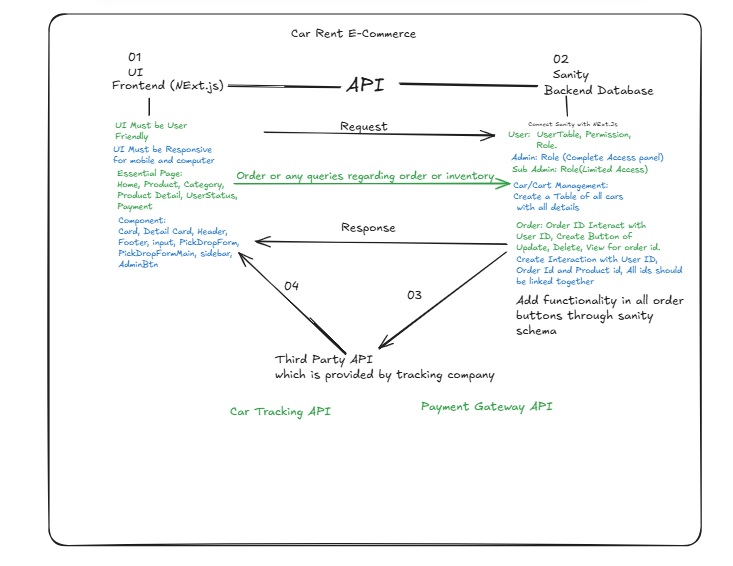 Car Rent E-Commerce
01
UI
Frontend (NExt.js)
API
02
Sanity
Backend Database
UI Must be User
Friendly
UI Must be Responsive
for mobile and computer
Essential Page:
Home, Product, Category,
Product Detail, UserStatus,
Payment
Component:
Card, Detail Card, Header,
Footer, input, PickDropForm,
PickDropFormMain, sidebar,
AdminBtn
Request
Order or any queries regarding order or inventory
Response
Connect Sanity with NExt.Js
User: UserTable, Permission,
Role.
Admin: Role (Complete Access panel)
Sub Admin: Role(Limited Access)
Car/Cart Management:
Create a Table of all cars
with all details
Order: Order ID Interact with
User ID, Create Button of
Update, Delete, View for order id.
Create Interaction with User ID,
Order Id and Product id, All ids should
be linked together
Add functionality in all order
buttons through sanity
schema
04
03
Third Party API
which is provided by tracking company
Car Tracking API
Payment Gateway API